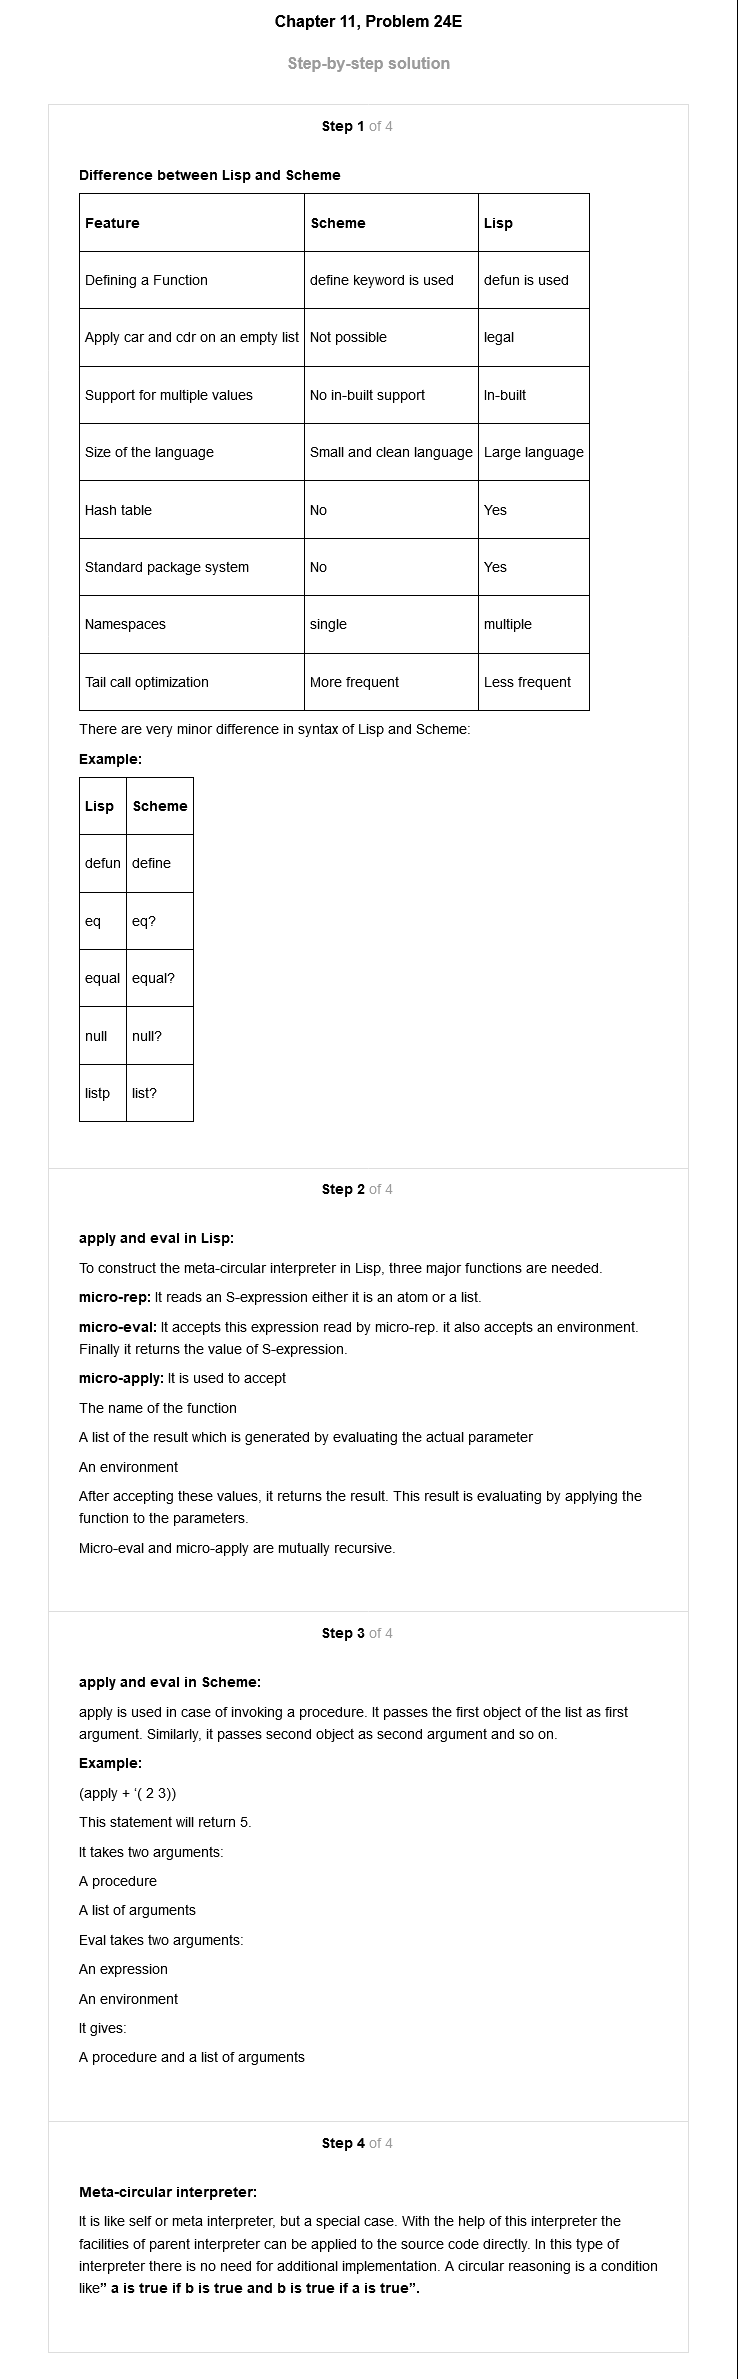 Chapter 11, Problem 24E
Step-by-step solution
Step 1 of 4
Difference between Lisp and Scheme
Feature Scheme Lisp
Defining a Function define keyword is used defun is used
Apply car and cdr on an empty list Not possible legal
Support for multiple values No in-built support In-built
Size of the language Small and clean language Large language
Hash table No Yes
Standard package system No Yes
Namespaces single multiple
Tail call optimization More frequent Less frequent
There are very minor difference in syntax of Lisp and Scheme:
Example:
Lisp Scheme
defun define
eq eq?
equal equal?
null null?
listp list?
Step 2 of 4
apply and eval in Lisp:
To construct the meta-circular interpreter in Lisp, three major functions are needed.
micro-rep: It reads an S-expression either it is an atom or a list.
micro-eval: It accepts this expression read by micro-rep. it also accepts an environment.
Finally it returns the value of S-expression.
micro-apply: It is used to accept
The name of the function
A list of the result which is generated by evaluating the actual parameter
An environment
After accepting these values, it returns the result. This result is evaluating by applying the
function to the parameters.
Micro-eval and micro-apply are mutually recursive.
Step 3 of 4
apply and eval in Scheme:
apply is used in case of invoking a procedure. It passes the first object of the list as first
argument. Similarly, it passes second object as second argument and so on.
Example:
(apply + ‘( 2 3))
This statement will return 5.
It takes two arguments:
A procedure
A list of arguments
Eval takes two arguments:
An expression
An environment
It gives:
A procedure and a list of arguments
Step 4 of 4
Meta-circular interpreter:
It is like self or meta interpreter, but a special case. With the help of this interpreter the
facilities of parent interpreter can be applied to the source code directly. In this type of
interpreter there is no need for additional implementation. A circular reasoning is a condition
like” a is true if b is true and b is true if a is true”.